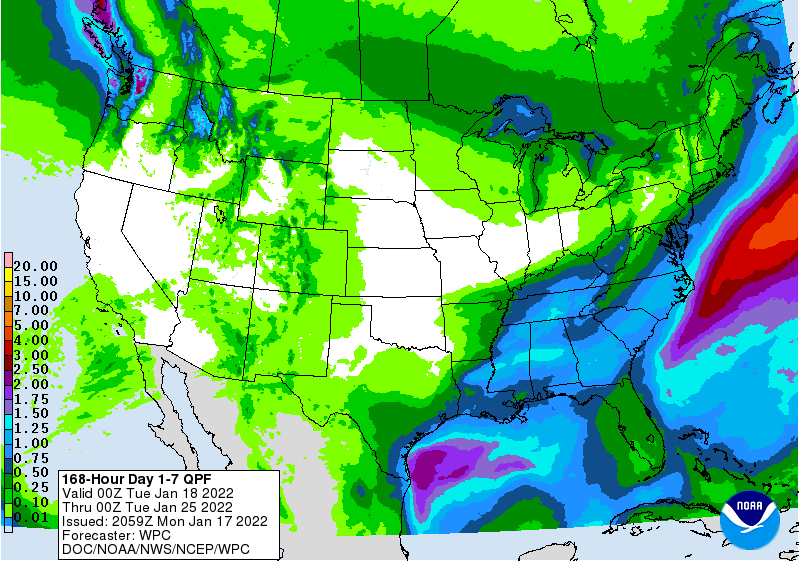 20.00
15.00
10.00
7.00
5.00
4.00
3.00
2.50
2.00
1.75
1.50
1.25
1.00
0.75
0.50
0.25
0.10
0.01
168-Hour Day 1-7 QPF
Valid 00Z Tue Jan 18 2022
Thru 00Z Tue Jan 25 2022
Issued: 2059Z Mon Jan 17 2022
Forecaster: WPC
DOC/NOAA/NWS/NCEP/WPC
NOAA